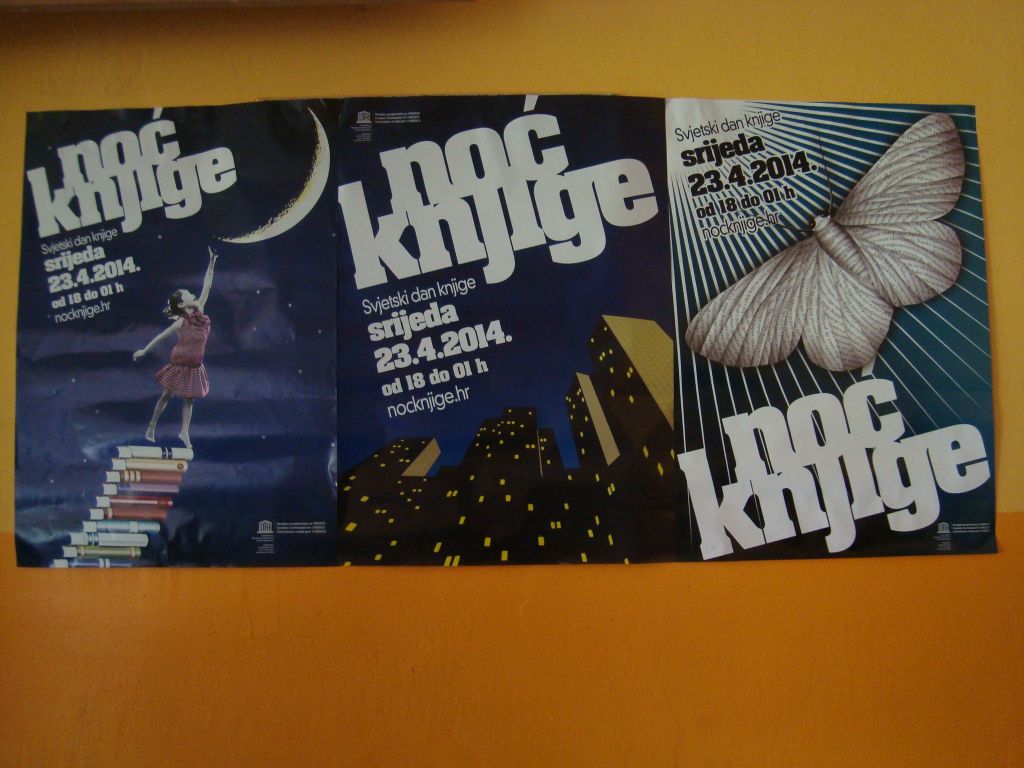 noć
knjige
Svjetski dan knjige
srijeda
23.4.2014.
od 18 do 01 h
nocknjige.hr
noć
knjige
Svjetski dan knjige
srijeda
23.4.2014.
od 18 do 01 h
nocknjige.hr
Svjetski dan knjige
srijeda
23.4.2014.
od 18 do 01 h
nocknjige.hr
noć
knjige